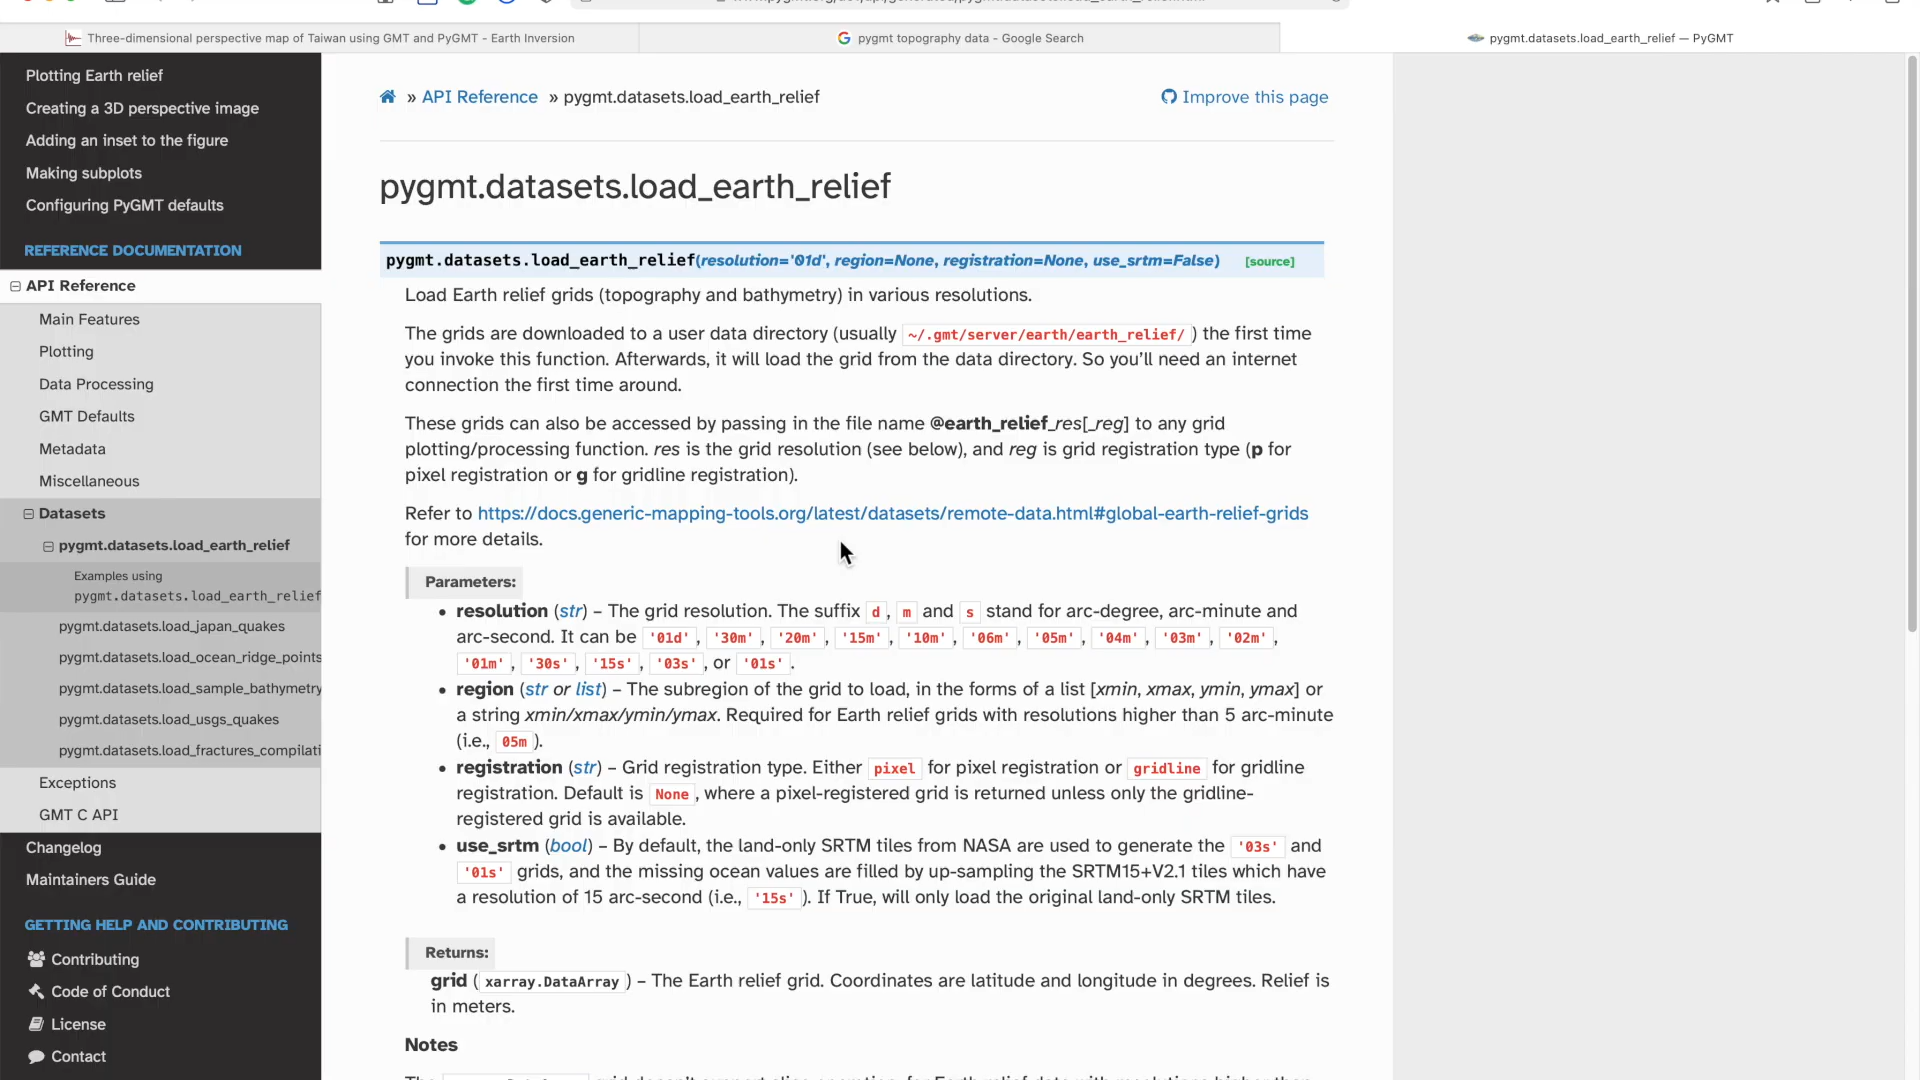 Three-dimensional perspective map of Taiwan using GMT and PyGMT - Earth Inversion
pygmt topography data - Google Search
pygmt.datasets.load_earth_relief — PyGMT
Plotting Earth relief
Creating a 3D perspective image
Adding an inset to the figure
Making subplots
Configuring PyGMT defaults
REFERENCE DOCUMENTATION
API Reference
Main Features
Plotting
Data Processing
GMT Defaults
Metadata
Miscellaneous
Datasets
pygmt.datasets.load_earth_relief
Examples using
pygmt.datasets.load_earth_relief
pygmt.datasets.load_japan_quakes
pygmt.datasets.load_ocean_ridge_points
pygmt.datasets.load_sample_bathymetry
pygmt.datasets.load_usgs_quakes
pygmt.datasets.load_fractures_compilati
Exceptions
GMT C API
Changelog
Maintainers Guide
GETTING HELP AND CONTRIBUTING
Contributing
Code of Conduct
License
Contact
» API Reference » pygmt.datasets.load_earth_relief
Improve this page
pygmt.datasets.load_earth_relief
pygmt.datasets.load_earth_relief(resolution='01d', region=None, registration=None, use_srtm=False) [source]
Load Earth relief grids (topography and bathymetry) in various resolutions.
The grids are downloaded to a user data directory (usually ~/.gmt/server/earth/earth_relief/ ) the first time
you invoke this function. Afterwards, it will load the grid from the data directory. So you’ll need an internet
connection the first time around.
These grids can also be accessed by passing in the file name @earth_relief_res[_reg] to any grid
plotting/processing function. res is the grid resolution (see below), and reg is grid registration type (p for
pixel registration or g for gridline registration).
Refer to https://docs.generic-mapping-tools.org/latest/datasets/remote-data.html#global-earth-relief-grids
for more details.
Parameters:
• resolution (str) – The grid resolution. The suffix d , m and s stand for arc-degree, arc-minute and
arc-second. It can be '01d' , '30m' , '20m' , '15m' , '10m' , '06m' , '05m' , '04m' , '03m' , '02m' ,
'01m' , '30s' , '15s' , '03s' , or '01s' .
• region (str or list) – The subregion of the grid to load, in the forms of a list [xmin, xmax, ymin, ymax] or
a string xmin/xmax/ymin/ymax. Required for Earth relief grids with resolutions higher than 5 arc-minute
(i.e., 05m ).
• registration (str) – Grid registration type. Either pixel for pixel registration or gridline for gridline
registration. Default is None , where a pixel-registered grid is returned unless only the gridline-
registered grid is available.
• use_srtm (bool) – By default, the land-only SRTM tiles from NASA are used to generate the '03s' and
'01s' grids, and the missing ocean values are filled by up-sampling the SRTM15+V2.1 tiles which have
a resolution of 15 arc-second (i.e., '15s' ). If True, will only load the original land-only SRTM tiles.
Returns:
grid ( xarray.DataArray ) – The Earth relief grid. Coordinates are latitude and longitude in degrees. Relief is
in meters.
Notes